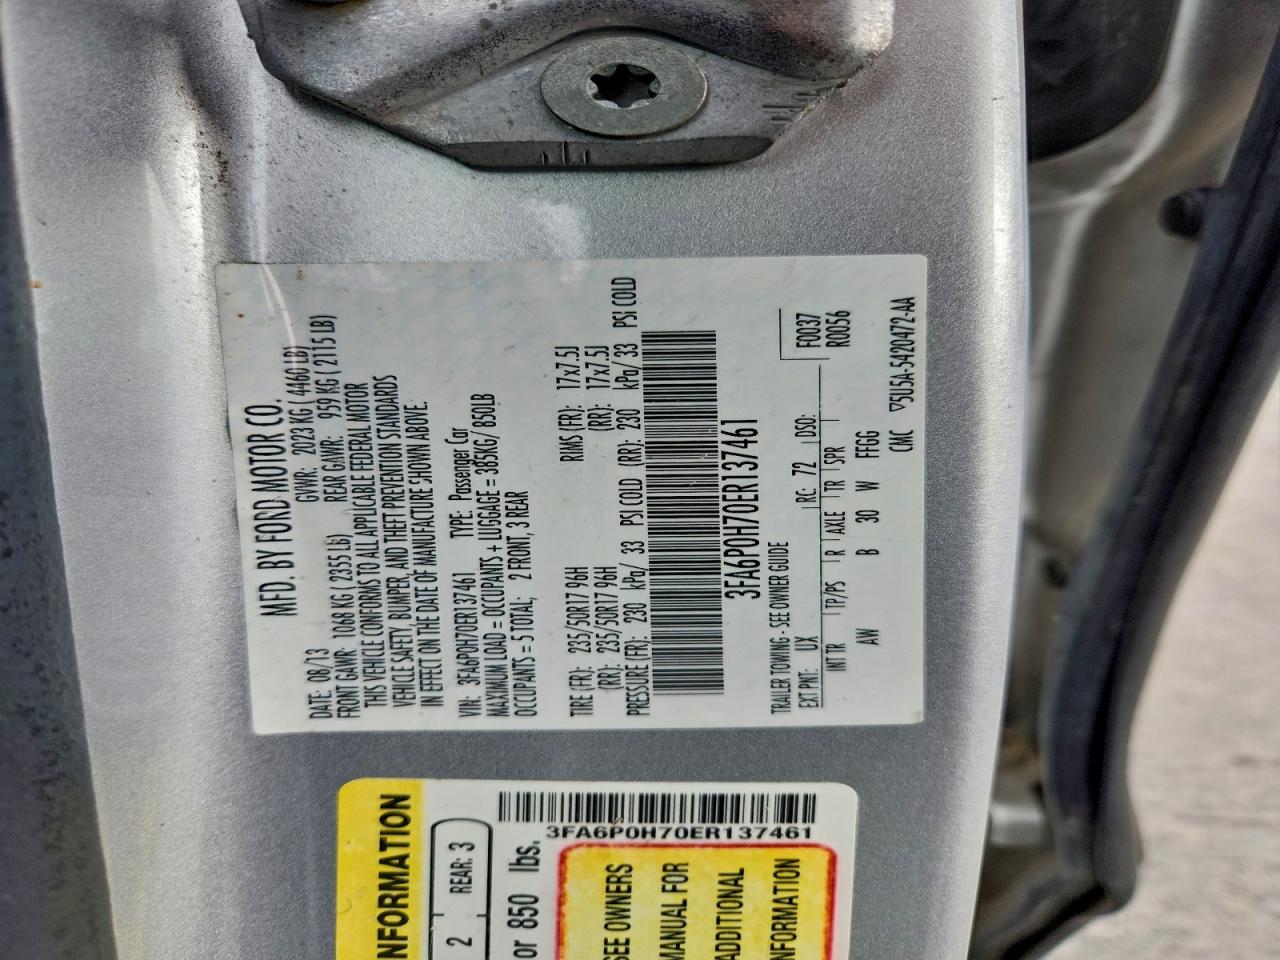 MFD. BY FORD MOTOR CO.
DATE: 08/13 GVWR: 2023 KG ( 4460 LB)
FRONT GAWR: 1068 KG ( 2355 LB) REAR GAWR: 959 KG ( 2115 LB)
THIS VEHICLE CONFORMS TO ALL APPLICABLE FEDERAL MOTOR
VEHICLE SAFETY, BUMPER, AND THEFT PREVENTION STANDARDS
IN EFFECT ON THE DATE OF MANUFACTURE SHOWN ABOVE.
VIN: 3FA6P0H70ER137461 TYPE: Passenger Car
MAXIMUM LOAD = OCCUPANTS + LUGGAGE = 385KG/ 850LB
OCCUPANTS = 5 TOTAL; 2 FRONT, 3 REAR
TIRE (FR): 235/50R17 96H RIMS (FR): 17x7.5J
(RR): 235/50R17 96H (RR): 17x7.5J
PRESSURE (FR): 230 kPa/ 33 PSI COLD (RR): 230 kPa/ 33 PSI COLD
3FA6P0H70ER137461
F0037
R0056
TRAILER TOWING - SEE OWNER GUIDE
EXT PNT: UX RC: 72 DSO:
INT TR TP/PS R AXLE TR SPR
AW B 30 W FFGG
CMC ▽5U5A-5420472-AA
NFORMATION
2 REAR: 3
or 850 lbs.
3FA6P0H70ER137461
SEE OWNERS
MANUAL FOR
ADDITIONAL
NFORMATION